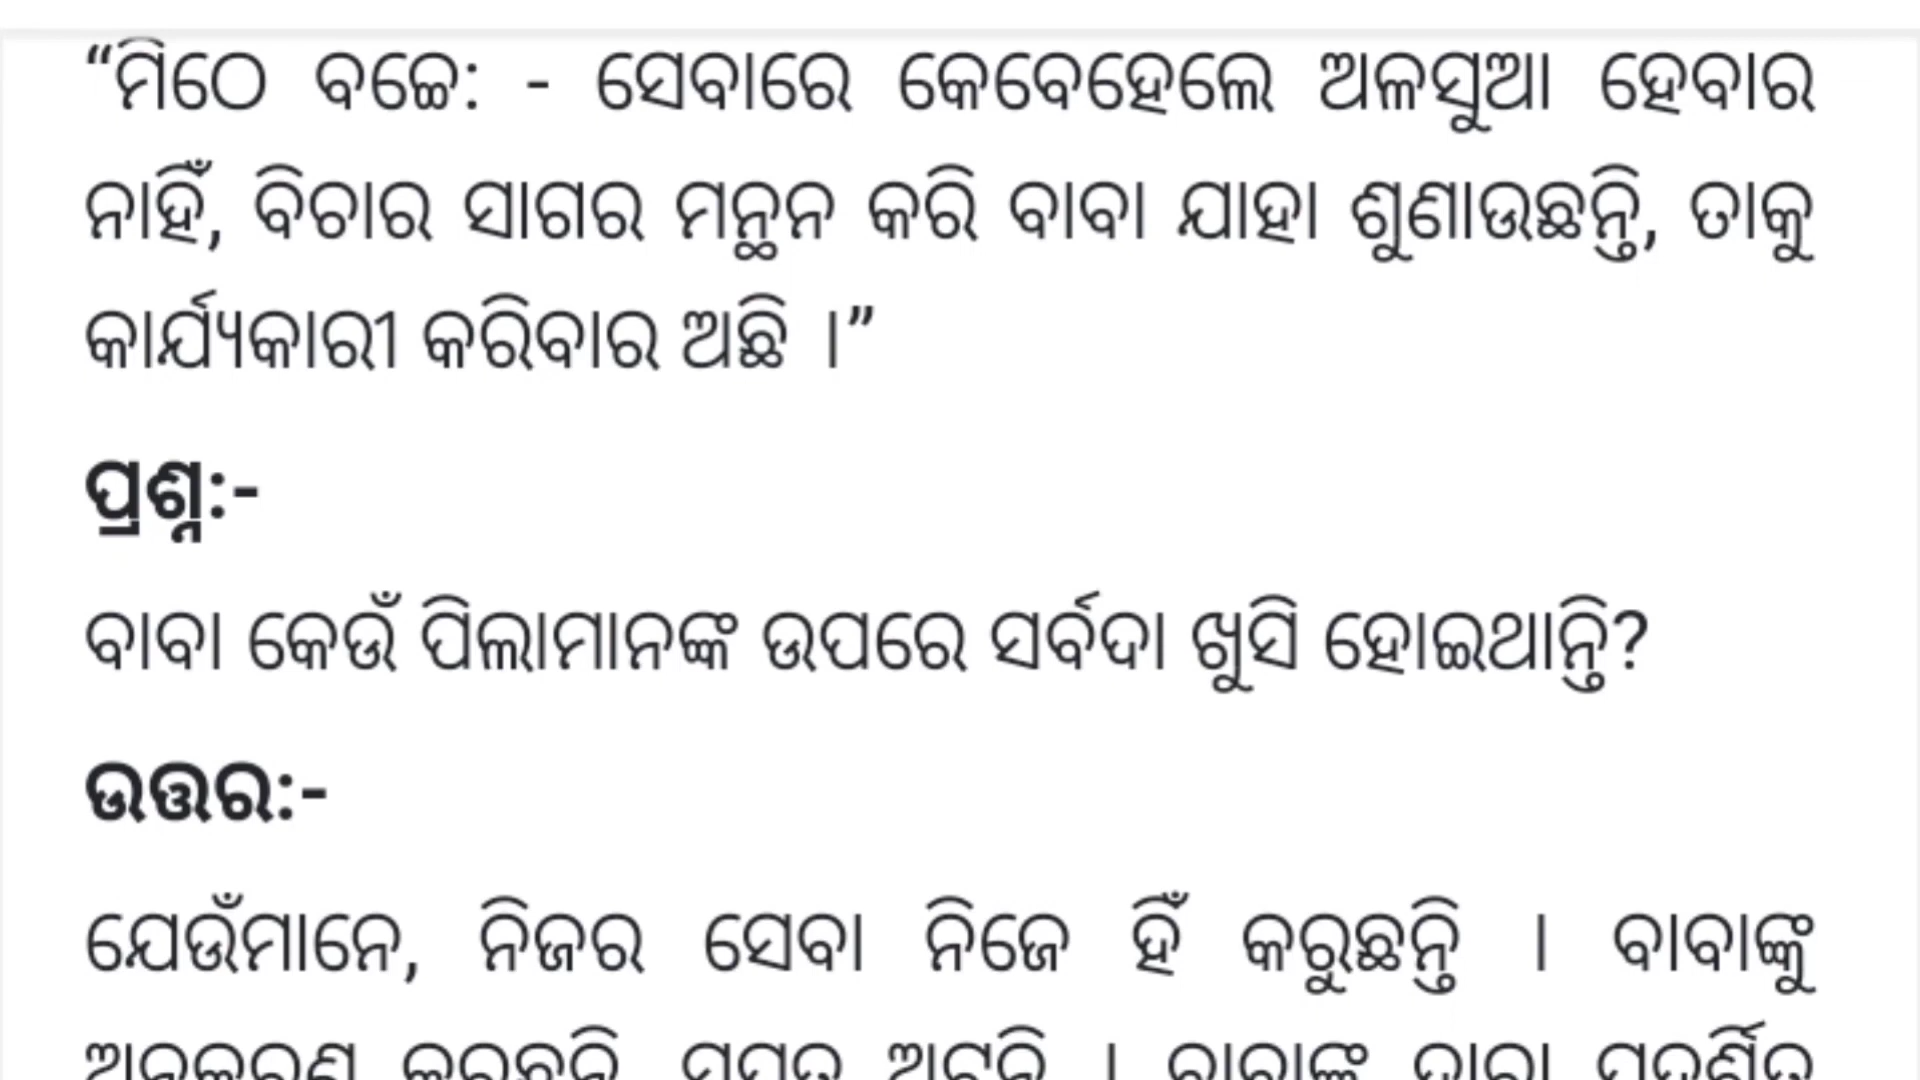 “ମିଠେ ବଚ୍ଚେ: - ସେବାରେ କେବେହେଲେ ଅଳସୁଆ ହେବାର
ନାହିଁ, ବିଚାର ସାଗର ମନ୍ଥନ କରି ବାବା ଯାହା ଶୁଣାଉଛନ୍ତି, ତାକୁ
କାର୍ଯ୍ୟକାରୀ କରିବାର ଅଛି ।”
ପ୍ରଶ୍ନ:-
ବାବା କେଉଁ ପିଲାମାନଙ୍କ ଉପରେ ସର୍ବଦା ଖୁସି ହୋଇଥାନ୍ତି?
ଉତ୍ତର:-
ଯେଉଁମାନେ, ନିଜର ସେବା ନିଜେ ହିଁ କରୁଛନ୍ତି । ବାବାଙ୍କୁ